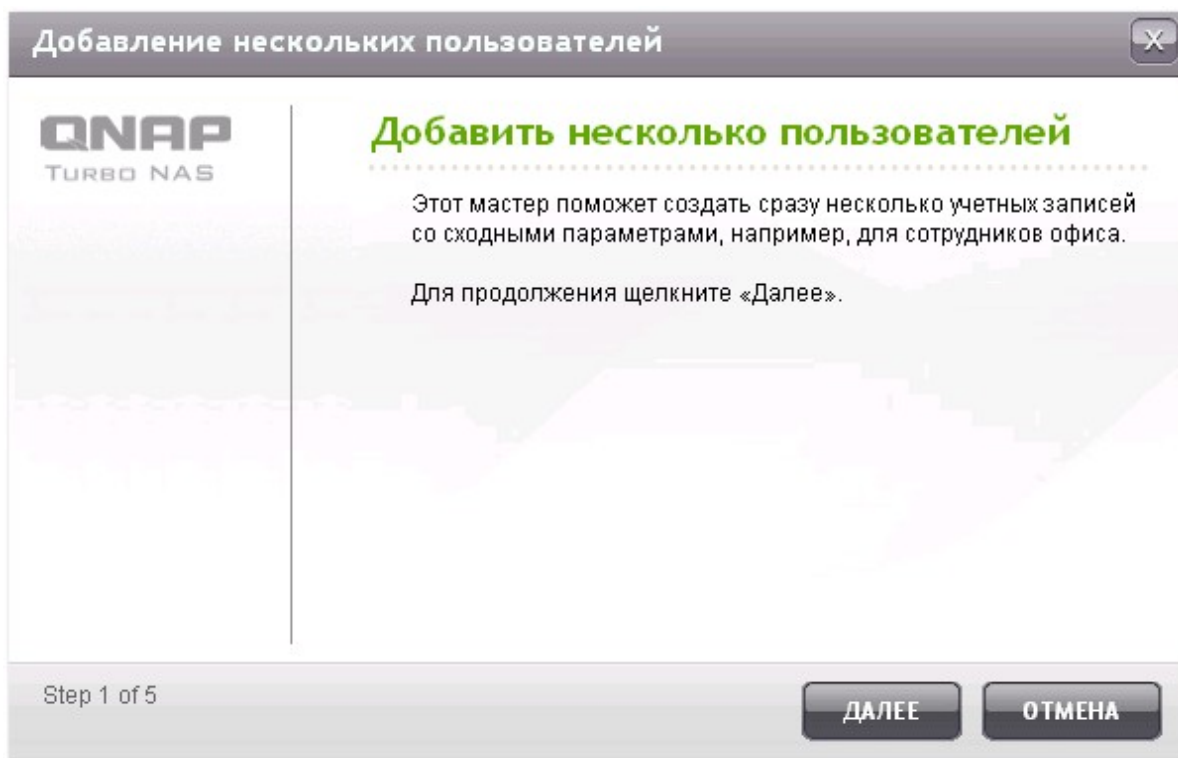 Добавление нескольких пользователей
X
QNAP
TURBO NAS
Добавить несколько пользователей
Этот мастер поможет создать сразу несколько учетных записей
со сходными параметрами, например, для сотрудников офиса.
Для продолжения щелкните «Далее».
Step 1 of 5
ДАЛЕЕ
ОТМЕНА